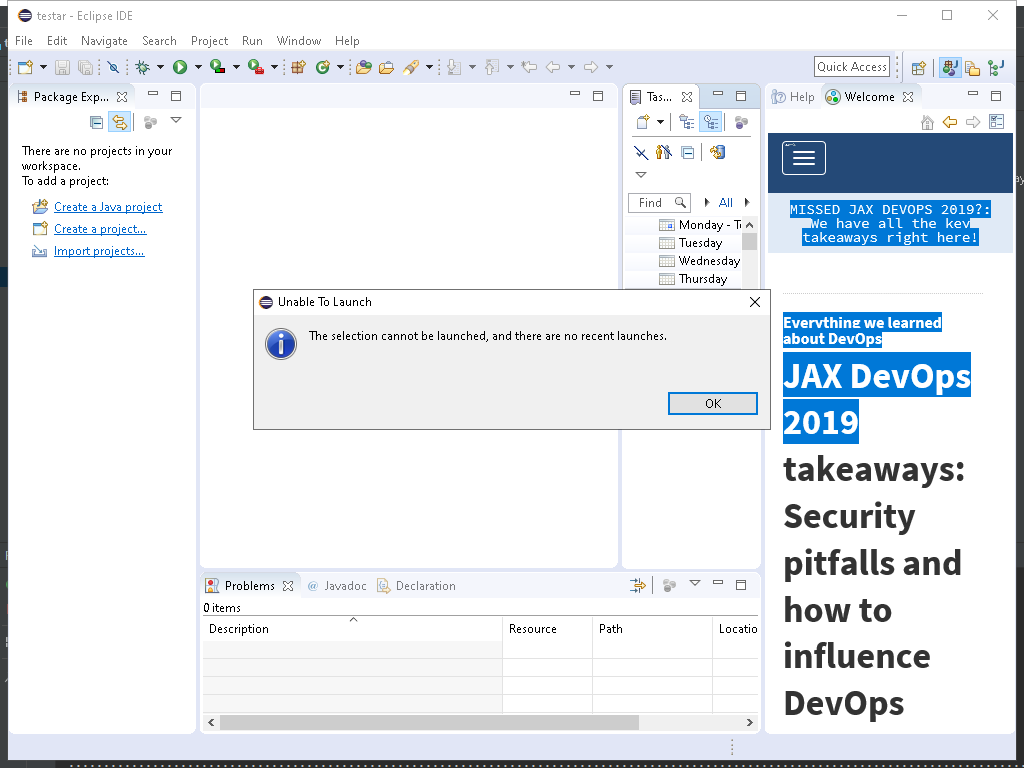 testar - Eclipse IDE
File Edit Navigate Search Project Run Window Help
Quick Access
Package Exp...
There are no projects in your
workspace.
To add a project:
Create a Java project
Create a project...
Import projects...
Tas...
Find
All
Monday - T
Tuesday
Wednesday
Thursday
Help Welcome
MISSED JAX DEVOPS 2019?:
We have all the key
takeaways right here!
Everything we learned
about DevOps
JAX DevOps
2019
takeaways:
Security
pitfalls and
how to
influence
DevOps
Unable To Launch
The selection cannot be launched, and there are no recent launches.
OK
Problems @ Javadoc Declaration
0 items
Description Resource Path Locatio